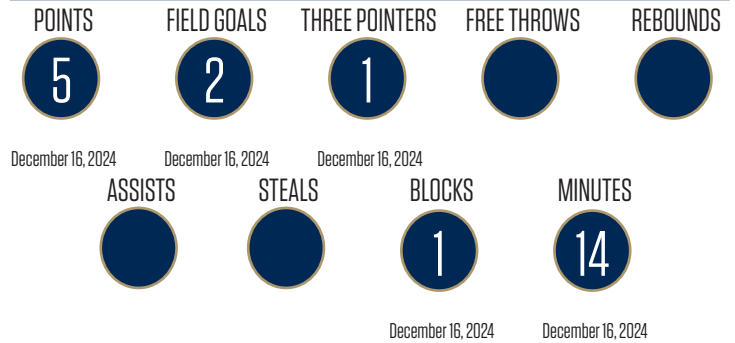 POINTS FIELD GOALS THREE POINTERS FREE THROWS REBOUNDS
5 2 1
December 16, 2024 December 16, 2024 December 16, 2024
ASSISTS STEALS BLOCKS MINUTES
1 14
December 16, 2024 December 16, 2024